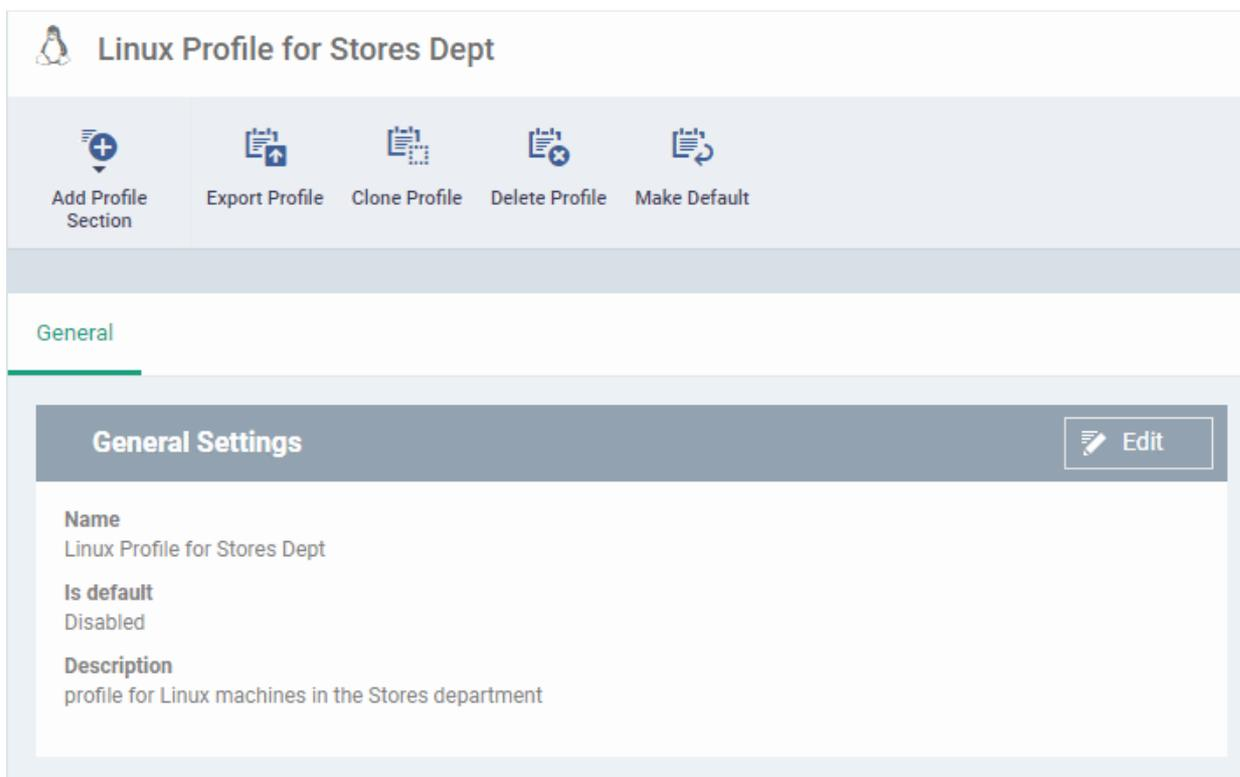 Linux Profile for Stores Dept
Add Profile
Section
Export Profile
Clone Profile
Delete Profile
Make Default
General
General Settings
Edit
Name
Linux Profile for Stores Dept
Is default
Disabled
Description
profile for Linux machines in the Stores department